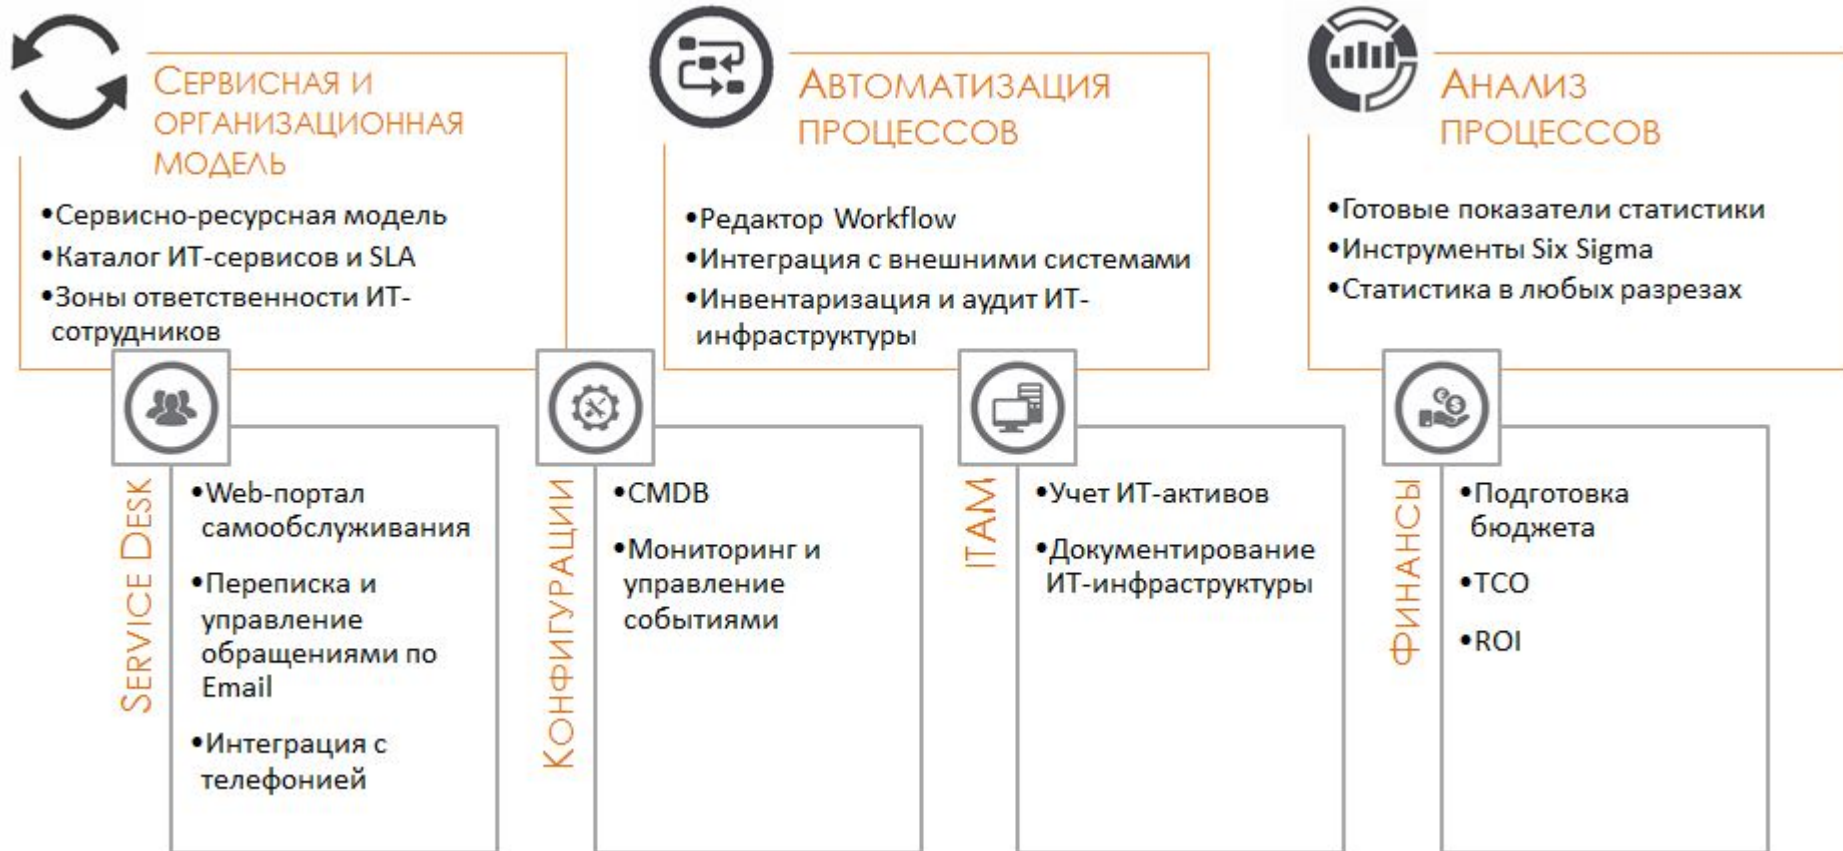 Сервисная и
организационная
модель
•Сервисно-ресурсная модель
•Каталог ИТ-сервисов и SLA
•Зоны ответственности ИТ-
сотрудников
Автоматизация
процессов
•Редактор Workflow
•Интеграция с внешними системами
•Инвентаризация и аудит ИТ-
инфраструктуры
Анализ
процессов
•Готовые показатели статистики
•Инструменты Six Sigma
•Статистика в любых разрезах
Service Desk
•Web-портал
самообслуживания
•Переписка и
управление
обращениями по
Email
•Интеграция с
телефонией
Конфигурации
•CMDB
•Мониторинг и
управление
событиями
ITAM
•Учет ИТ-активов
•Документирование
ИТ-инфраструктуры
Финансы
•Подготовка
бюджета
•TCO
•ROI